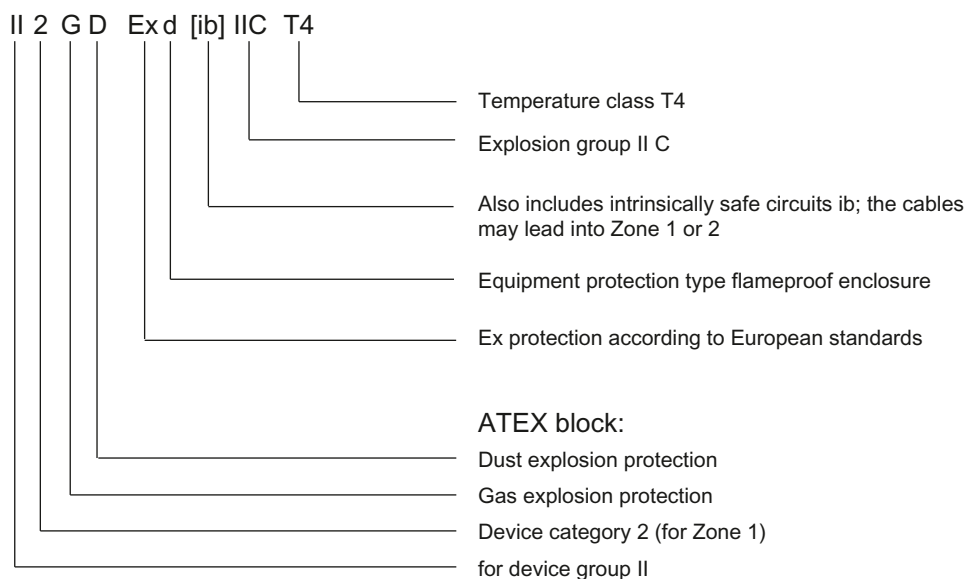 II 2 G D Ex d [ib] IIC T4
Temperature class T4
Explosion group II C
Also includes intrinsically safe circuits ib; the cables
may lead into Zone 1 or 2
Equipment protection type flameproof enclosure
Ex protection according to European standards
ATEX block:
Dust explosion protection
Gas explosion protection
Device category 2 (for Zone 1)
for device group II